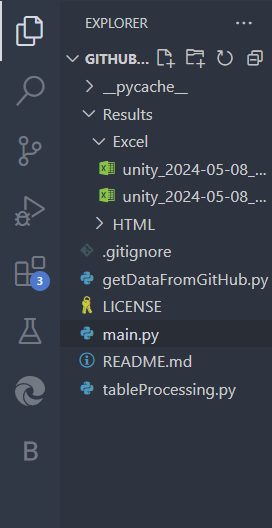 EXPLORER
GITHUB...
__pycache__
Results
Excel
unity_2024-05-08_...
unity_2024-05-08_...
HTML
.gitignore
getDataFromGitHub.py
LICENSE
main.py
README.md
tableProcessing.py
3
B